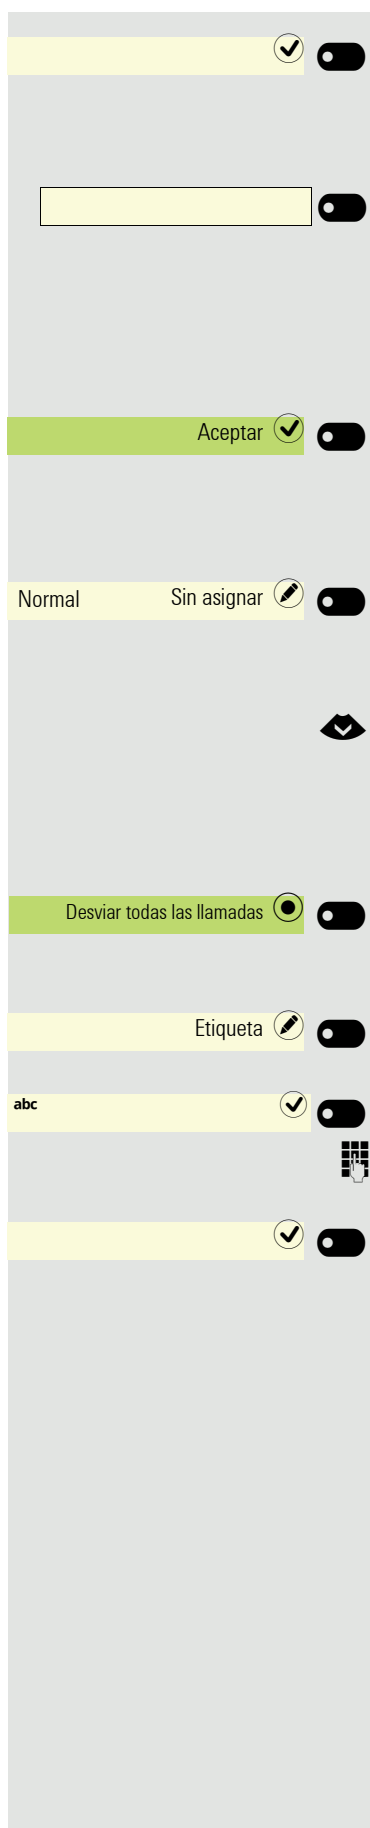 Aceptar
Normal Sin asignar
Desviar todas las llamadas
Etiqueta
abc